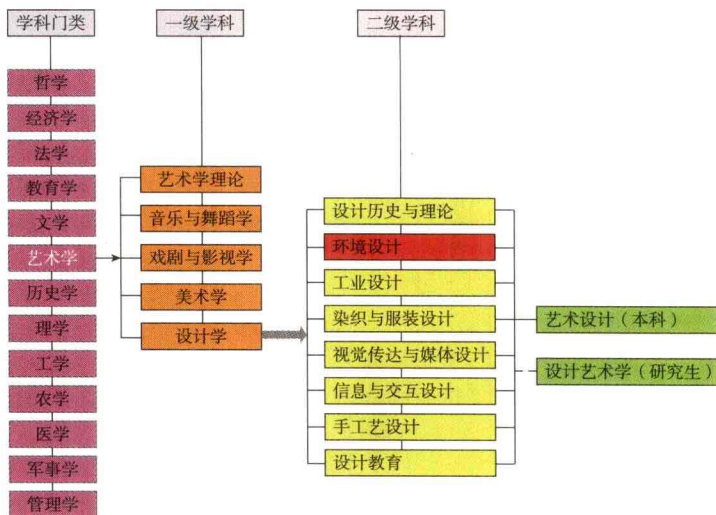 学科门类
一级学科
二级学科
哲学
经济学
法学
教育学
文学
艺术学
历史学
理学
工学
农学
医学
军事学
管理学
艺术学理论
音乐与舞蹈学
戏剧与影视学
美术学
设计学
设计历史与理论
环境设计
工业设计
染织与服装设计
视觉传达与媒体设计
信息与交互设计
手工艺设计
设计教育
艺术设计（本科）
设计艺术学（研究生）